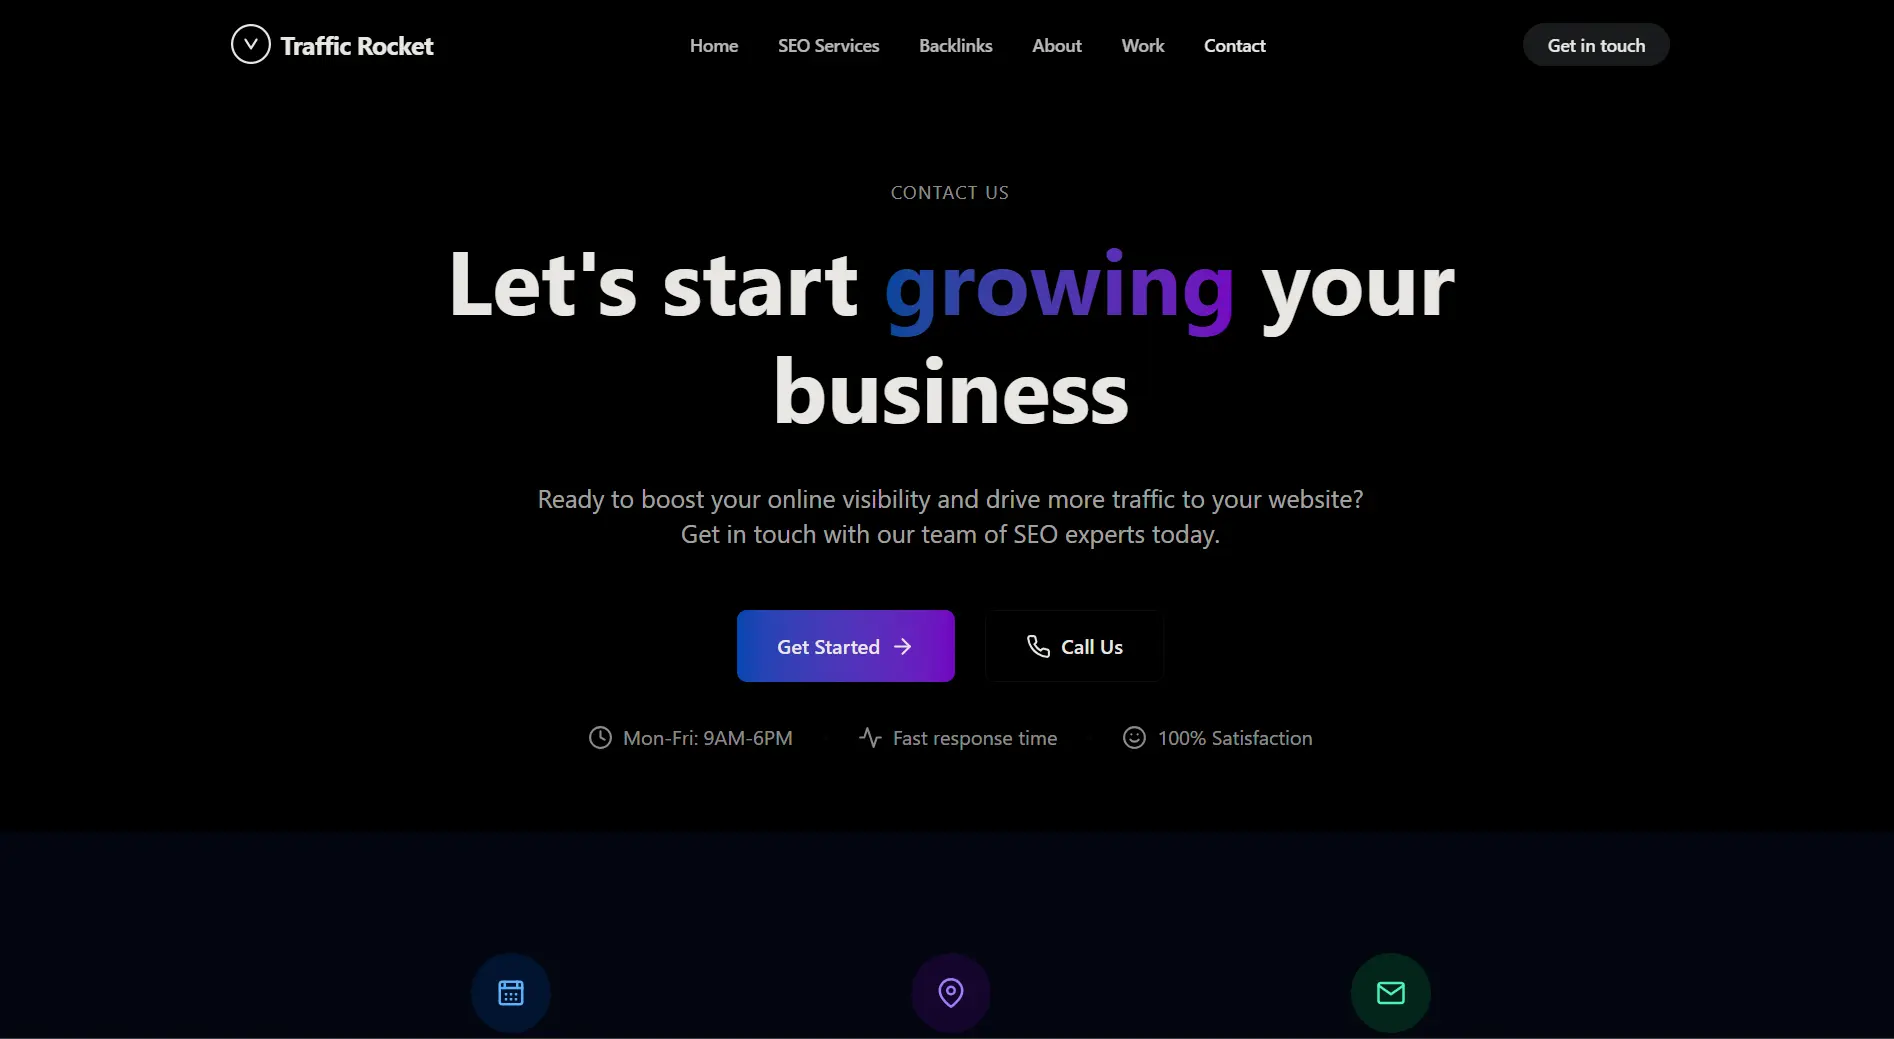 Traffic Rocket
Home
SEO Services
Backlinks
About
Work
Contact
Get in touch
CONTACT US
Let's start growing your
business
Ready to boost your online visibility and drive more traffic to your website?
Get in touch with our team of SEO experts today.
Get Started
Call Us
Mon-Fri: 9AM-6PM
Fast response time
100% Satisfaction